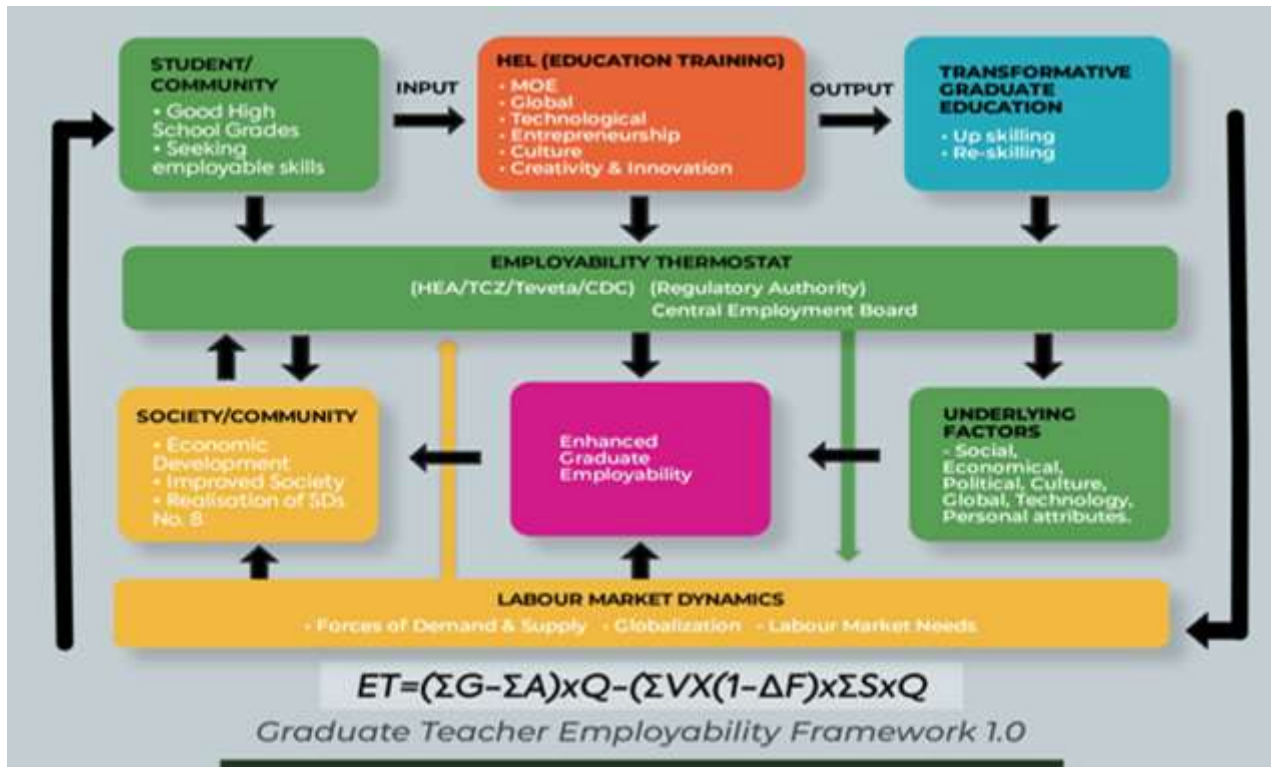 STUDENT/
COMMUNITY
• Good High
School Grades
• Seeking
employable skills
INPUT
HEL (EDUCATION TRAINING)
• MOE
• Global
• Technological
• Entrepreneurship
• Culture
• Creativity & Innovation
OUTPUT
TRANSFORMATIVE
GRADUATE
EDUCATION
• Up skilling
• Re-skilling
EMPLOYABILITY THERMOSTAT
(HEA/TCZ/Teveta/CDC) (Regulatory Authority)
Central Employment Board
SOCIETY/COMMUNITY
• Economic
Development
• Improved Society
• Realisation of SDs
No. 8
Enhanced
Graduate
Employability
UNDERLYING
FACTORS
- Social,
Economical,
Political, Culture,
Global, Technology,
Personal attributes.
LABOUR MARKET DYNAMICS
• Forces of Demand & Supply • Globalization - Labour Market Needs
ET=(ΣG-ΣA)xQ-(ΣVX(1-ΔF)xΣSxQ
Graduate Teacher Employability Framework 1.0